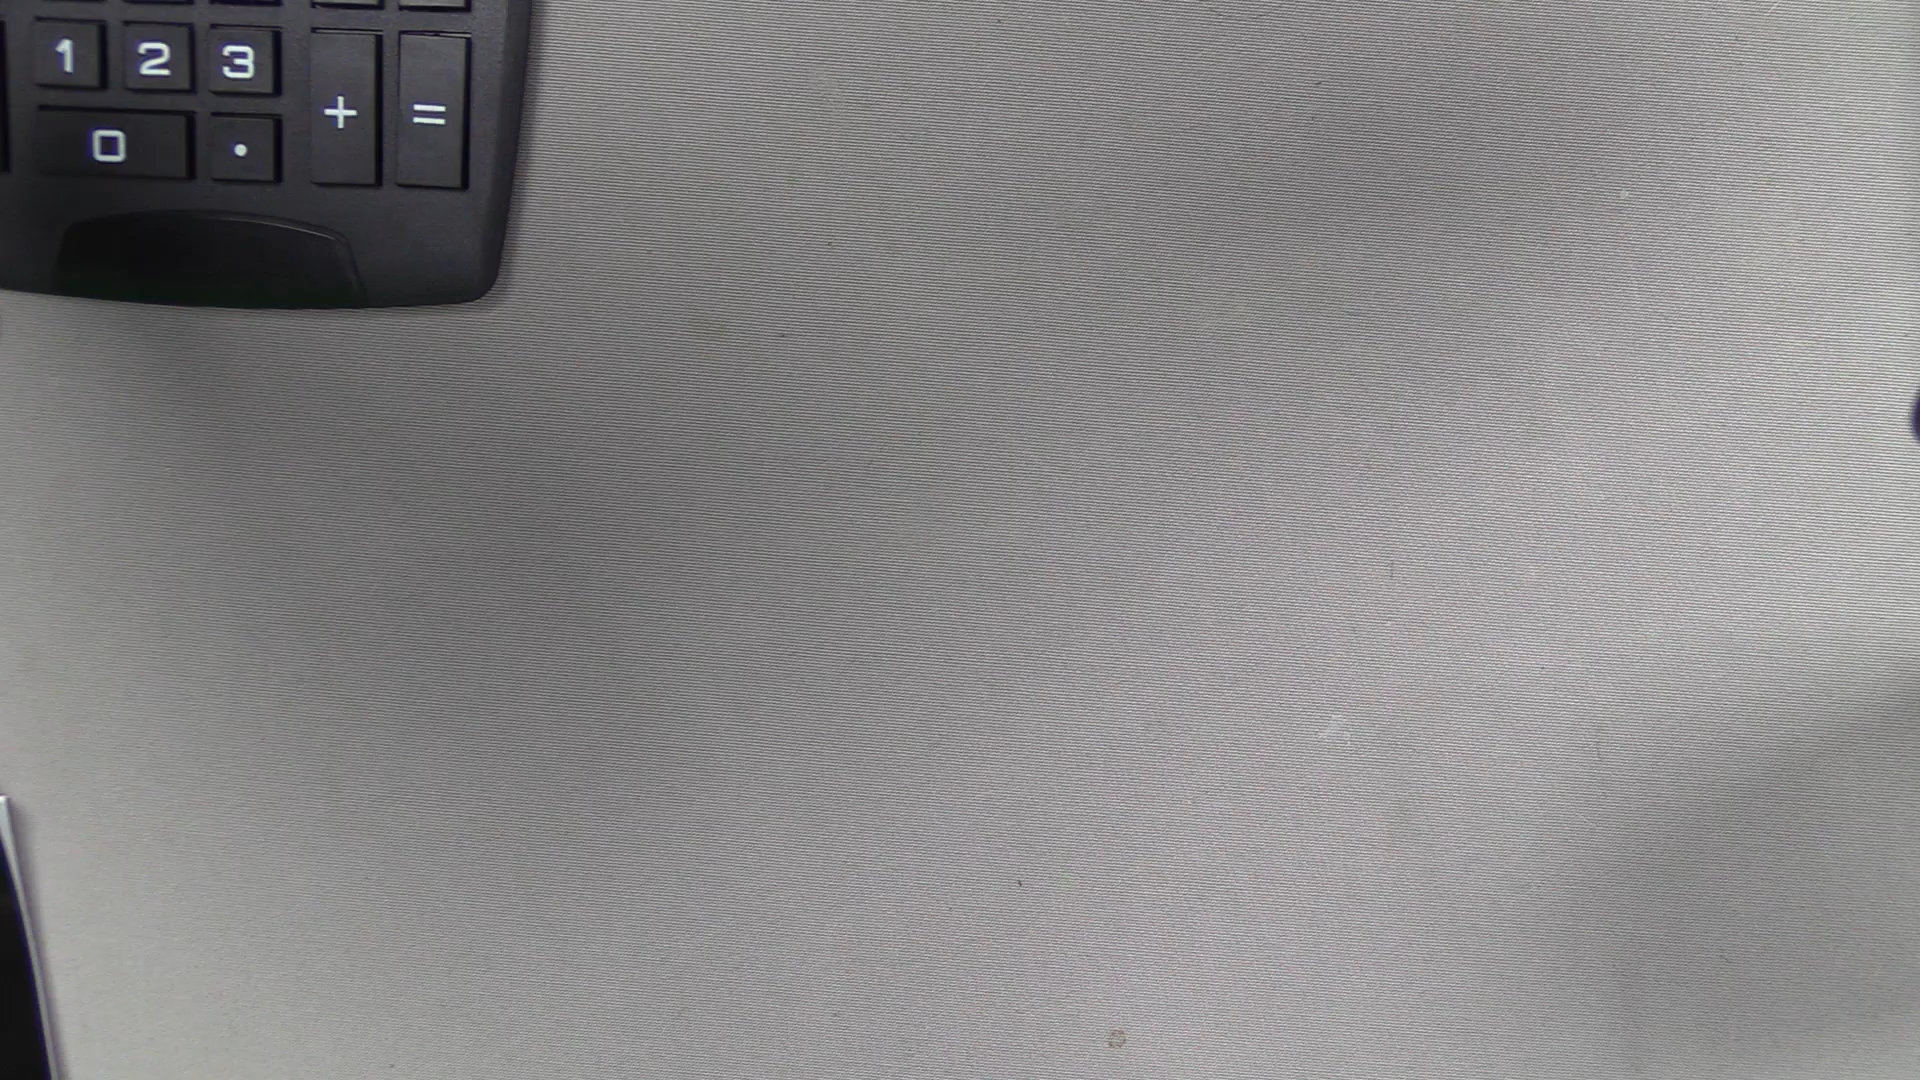 1 2 3 + =
0 .